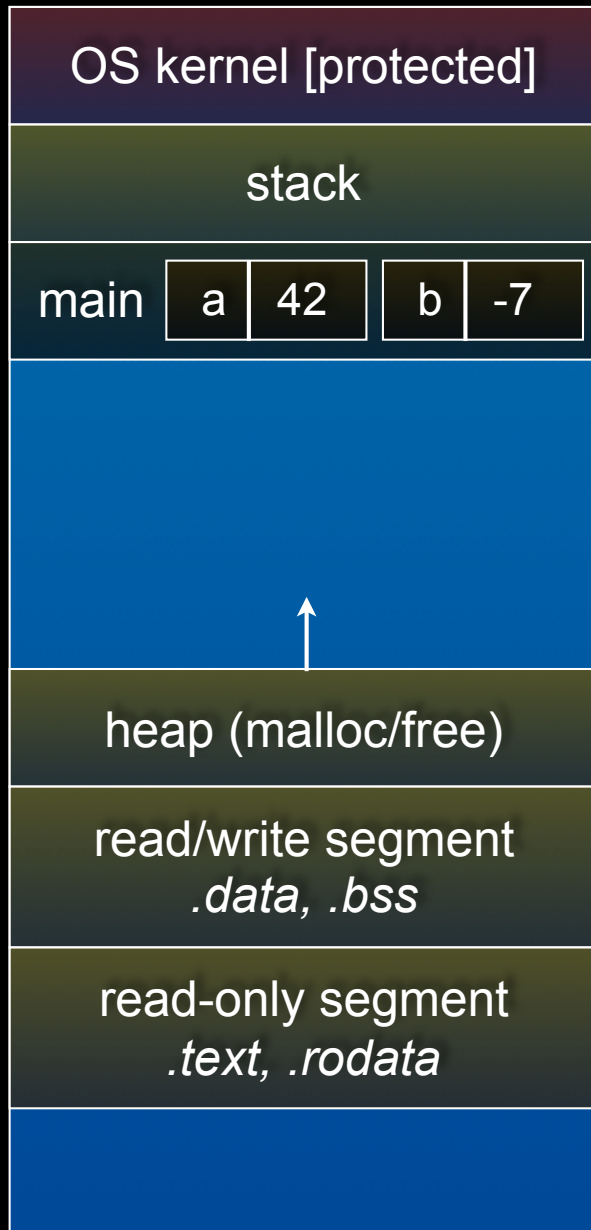 OS kernel [protected]
stack
main a 42 b -7
heap (malloc/free)
read/write segment
.data, .bss
read-only segment
.text, .rodata